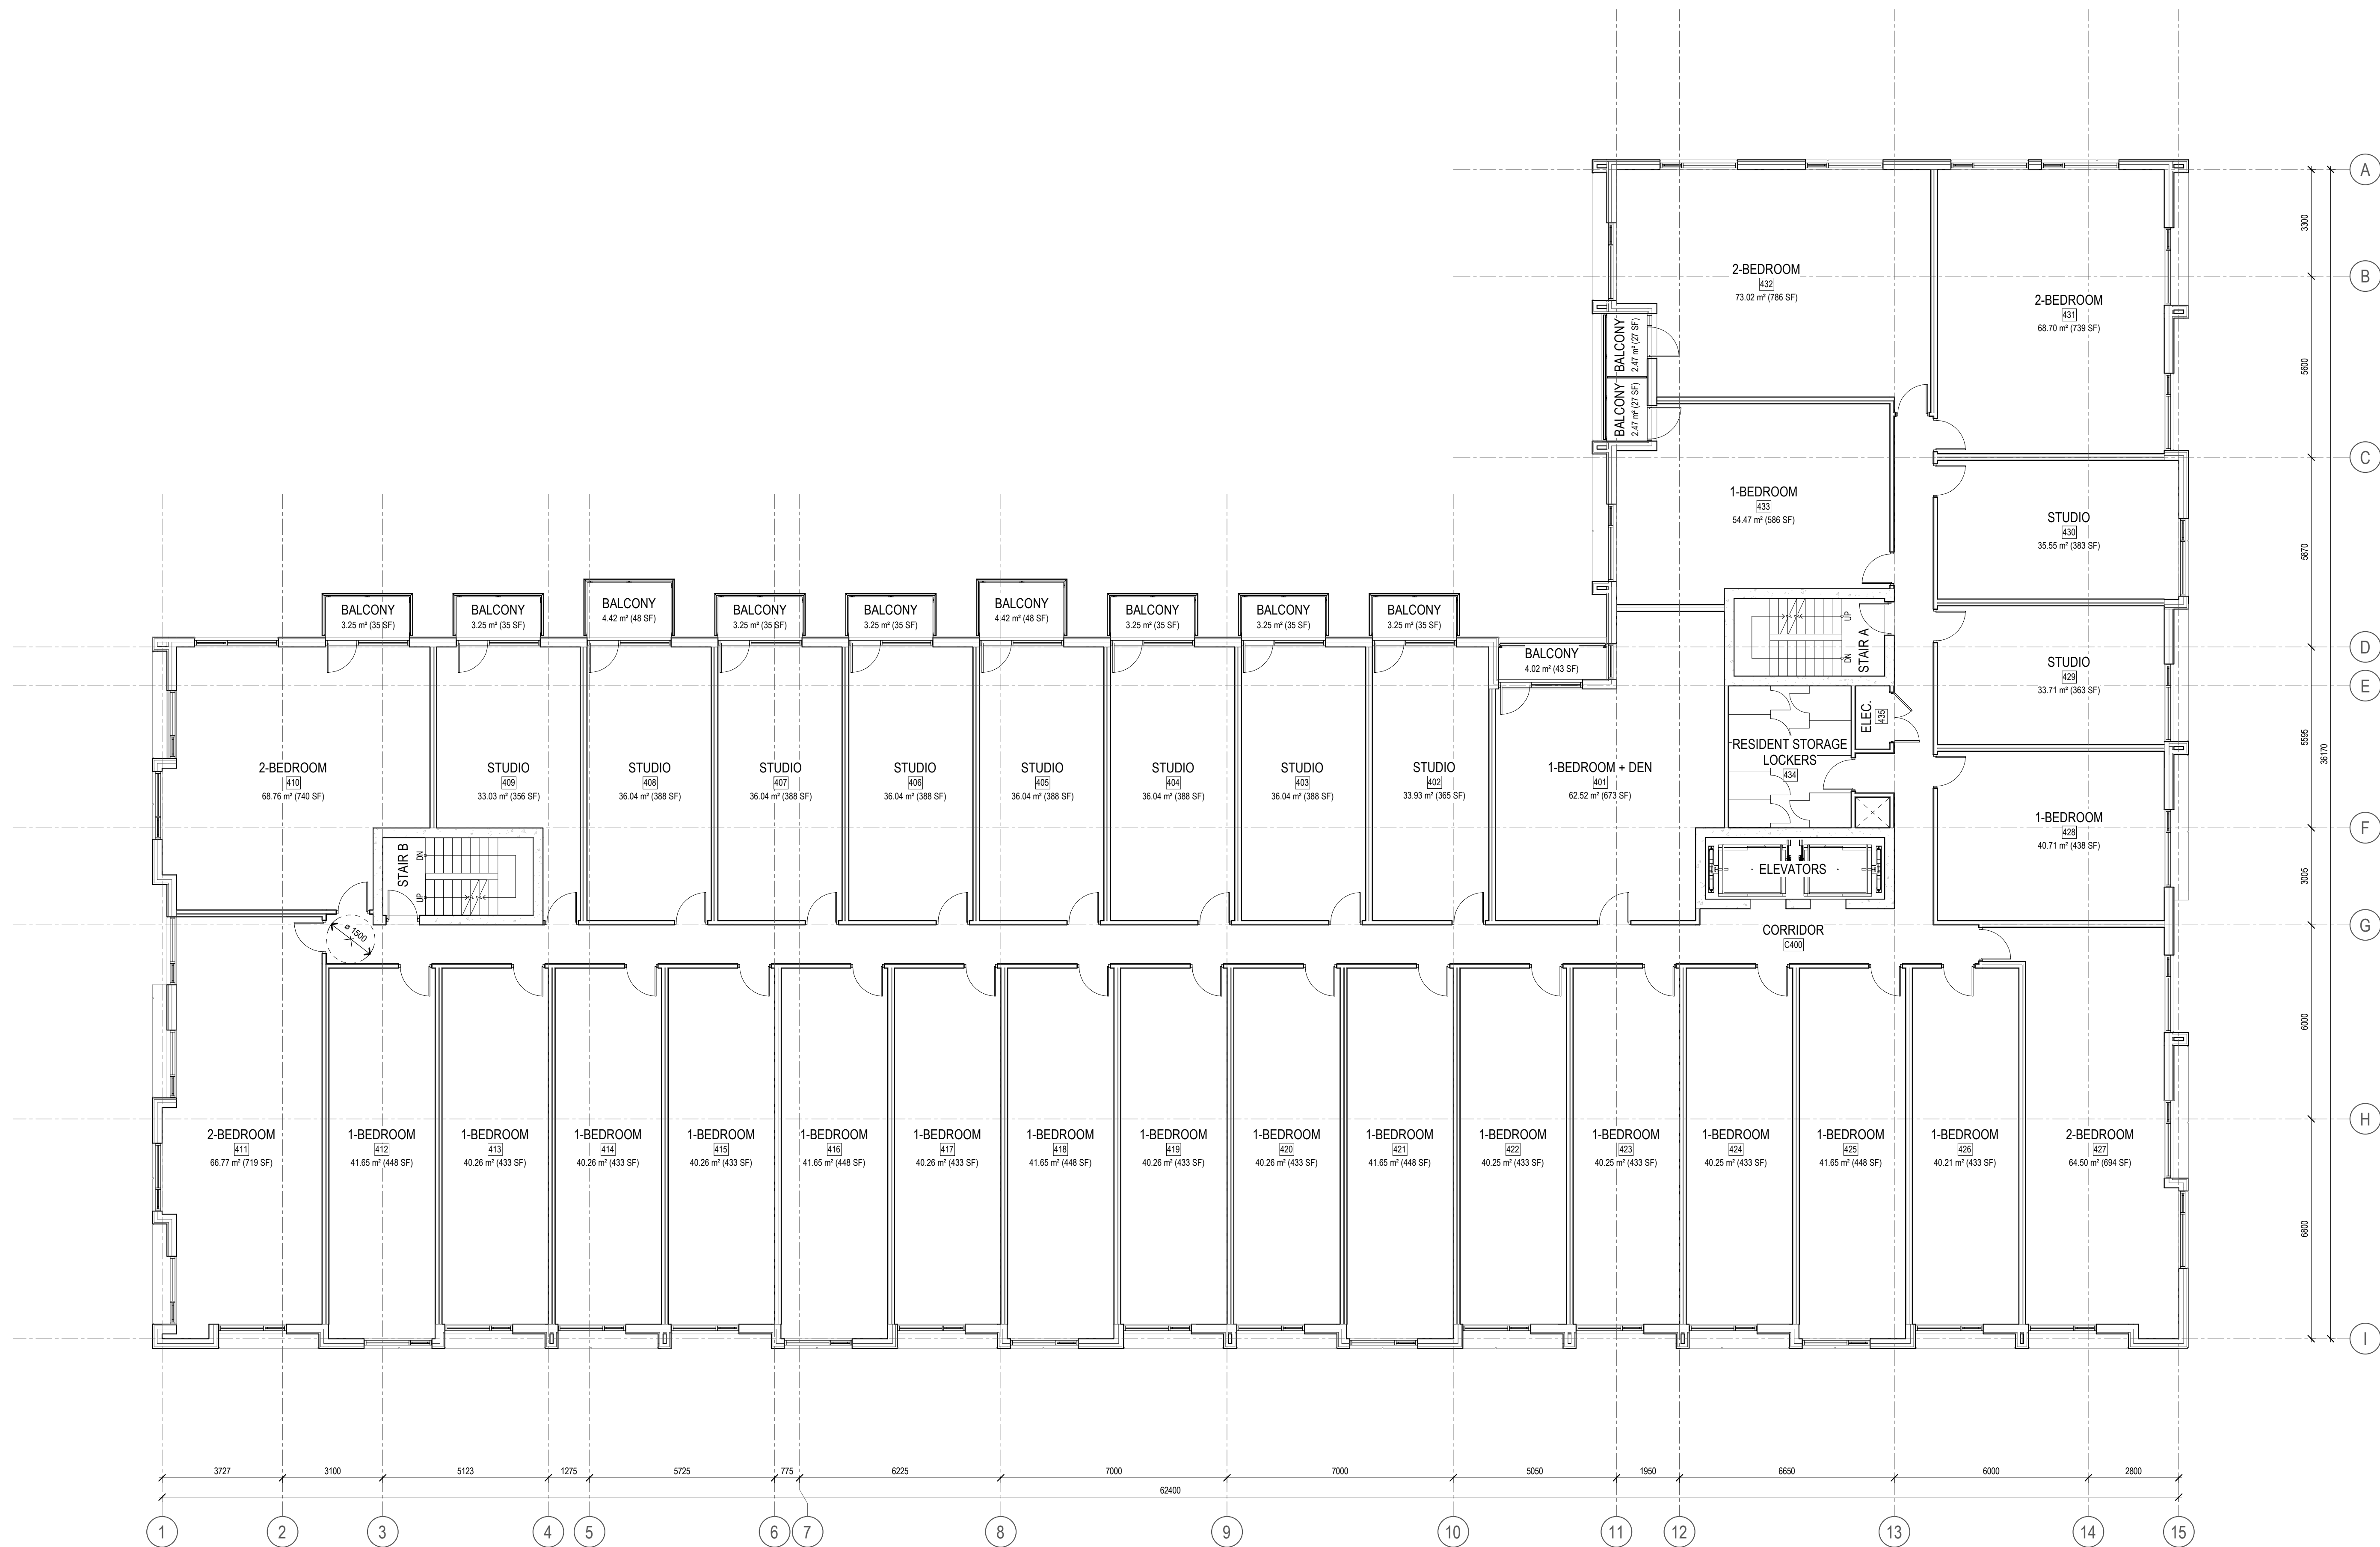 A
3300
B
2-BEDROOM
432
73.02 m² (786 SF)
2-BEDROOM
431
68.70 m² (739 SF)
BALCONY
2.47 m² (27 SF)
5600
BALCONY
2.47 m² (27 SF)
C
1-BEDROOM
433
54.47 m² (586 SF)
STUDIO
430
35.55 m² (383 SF)
5870
BALCONY
3.25 m² (35 SF)
BALCONY
3.25 m² (35 SF)
BALCONY
4.42 m² (48 SF)
BALCONY
3.25 m² (35 SF)
BALCONY
3.25 m² (35 SF)
BALCONY
4.42 m² (48 SF)
BALCONY
3.25 m² (35 SF)
BALCONY
3.25 m² (35 SF)
BALCONY
3.25 m² (35 SF)
BALCONY
4.02 m² (43 SF)
UP
DN
STAIR A
STUDIO
429
33.71 m² (363 SF)
D
E
ELEC.
435
RESIDENT STORAGE
LOCKERS
434
5595
36170
2-BEDROOM
410
68.76 m² (740 SF)
STUDIO
409
33.03 m² (356 SF)
STUDIO
408
36.04 m² (388 SF)
STUDIO
407
36.04 m² (388 SF)
STUDIO
406
36.04 m² (388 SF)
STUDIO
405
36.04 m² (388 SF)
STUDIO
404
36.04 m² (388 SF)
STUDIO
403
36.04 m² (388 SF)
STUDIO
402
33.93 m² (365 SF)
1-BEDROOM + DEN
401
62.52 m² (673 SF)
1-BEDROOM
428
40.71 m² (438 SF)
F
STAIR B
DN
UP
ELEVATORS
3005
G
ø 1500
CORRIDOR
C400
6000
H
2-BEDROOM
411
66.77 m² (719 SF)
1-BEDROOM
412
41.65 m² (448 SF)
1-BEDROOM
413
40.26 m² (433 SF)
1-BEDROOM
414
40.26 m² (433 SF)
1-BEDROOM
415
40.26 m² (433 SF)
1-BEDROOM
416
41.65 m² (448 SF)
1-BEDROOM
417
40.26 m² (433 SF)
1-BEDROOM
418
41.65 m² (448 SF)
1-BEDROOM
419
40.26 m² (433 SF)
1-BEDROOM
420
40.26 m² (433 SF)
1-BEDROOM
421
41.65 m² (448 SF)
1-BEDROOM
422
40.25 m² (433 SF)
1-BEDROOM
423
40.25 m² (433 SF)
1-BEDROOM
424
40.25 m² (433 SF)
1-BEDROOM
425
41.65 m² (448 SF)
1-BEDROOM
426
40.21 m² (433 SF)
2-BEDROOM
427
64.50 m² (694 SF)
6800
I
3727 3100 5123 1275 5725 775 6225 7000 7000 5050 1950 6650 6000 2800
62400
1 2 3 4 5 6 7 8 9 10 11 12 13 14 15